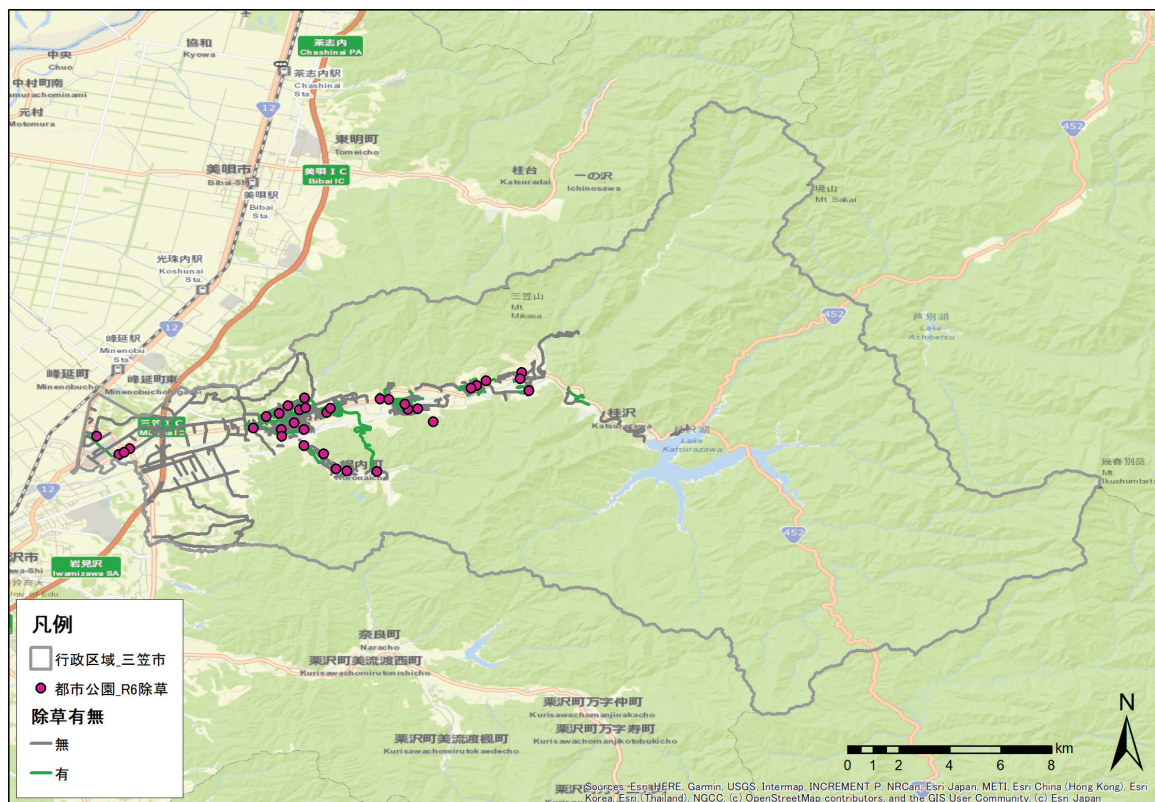 協和
Kyowa
中央
Chuo
茶志内
Chashinai PA
茶志内駅
Chashinai
Sta.
中村町南
amurachominami
元村
Motomura
12
452
東明町
Tomeicho
美唄市
Bibai-Sh
美唄IC
Bibai IC
桂台
Katsuradai
一の沢
Ichinosawa
美唄駅
Bibai
Sta.
境山
Mt. Sakai
光珠内駅
Koshunai
Sta.
三笠山
Mt.
Mikasa
452
芦別湖
Lake
Ashibetsu
12
峰延駅
Minenobu
Sta.
峰延町
Minenobucho
峰延町東
三笠IC
桂沢
Katsurazawa
Lake
Katsurazawa
幌内町
Horonaicho
幾春別岳
Mt.
Ikushumbets
12
452
沢市
wa-Shi
岩見沢
Iwamizawa SA
Univ. of Edu.
奈良町
Naracho
栗沢町美流渡西町
Kurisawachomirutonishicho
栗沢町万字仲町
Kurisawachomanjinakacho
栗沢町万字寿町
Kurisawachomanjikotobukicho
栗沢町美流渡楓町
Kurisawachomirutokaedecho
凡例
行政区域_三笠市
都市公園_R6除草
除草有無
無
有
N
0 1 2 4 6 8
km
Sources: Esri, HERE, Garmin, USGS, Intermap, INCREMENT P, NRCan, Esri Japan, METI, Esri China (Hong Kong), Esri
Korea, Esri (Thailand), NGCC, (c) OpenStreetMap contributors, and the GIS User Community, (c) Esri Japan